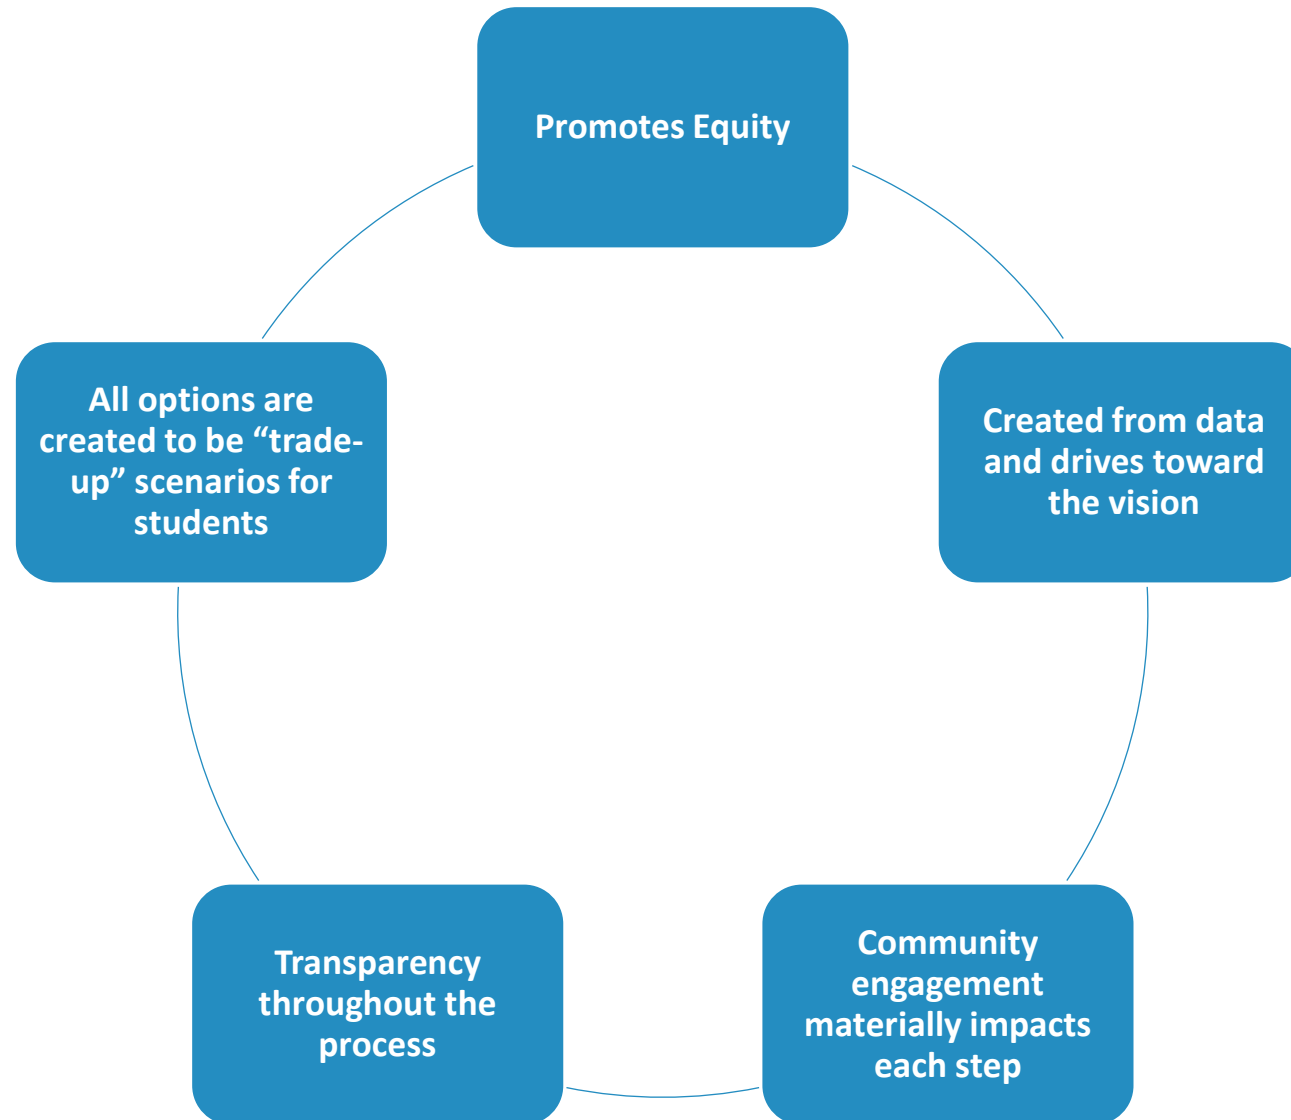 Promotes Equity
Created from data
and drives toward
the vision
Community
engagement
materially impacts
each step
Transparency
throughout the
process
All options are
created to be “trade-
up” scenarios for
students